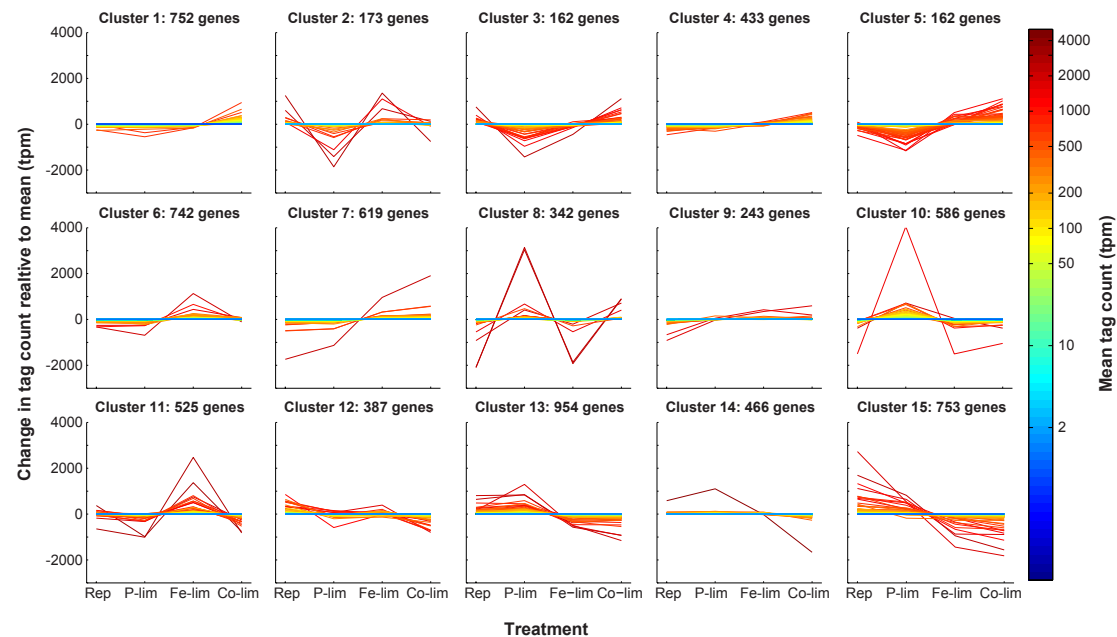 Cluster 1: 752 genes
Cluster 2: 173 genes
Cluster 3: 162 genes
Cluster 4: 433 genes
Cluster 5: 162 genes
4000
2000
0
-2000
Cluster 6: 742 genes
Cluster 7: 619 genes
Cluster 8: 342 genes
Cluster 9: 243 genes
Cluster 10: 586 genes
4000
2000
0
-2000
Cluster 11: 525 genes
Cluster 12: 387 genes
Cluster 13: 954 genes
Cluster 14: 466 genes
Cluster 15: 753 genes
4000
2000
0
-2000
Rep P-lim Fe-lim Co-lim
Rep P-lim Fe-lim Co-lim
Rep P-lim Fe−lim Co−lim
Rep P-lim Fe-lim Co-lim
Rep P-lim Fe-lim Co-lim
Treatment
Change in tag count realtive to mean (tpm)
4000
2000
1000
500
200
100
50
10
2
Mean tag count (tpm)